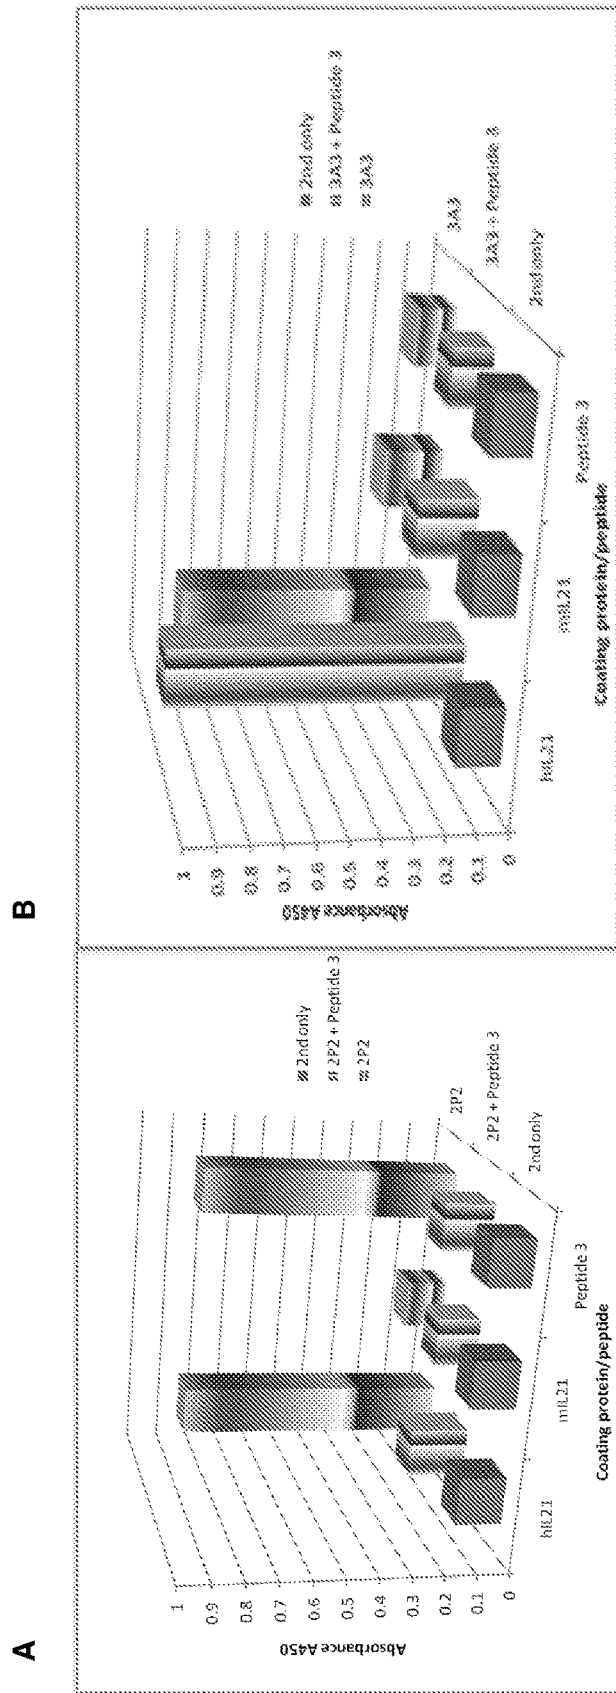 A
Absorbance A450
1
0.9
0.8
0.7
0.6
0.5
0.4
0.3
0.2
0.1
0
hIL21
mIL21
Peptide 3
Coating protein/peptide
2P2
2P2 + Peptide 3
2nd only
2nd only
2P2 + Peptide 3
2P2
B
Absorbance A450
1
0.9
0.8
0.7
0.6
0.5
0.4
0.3
0.2
0.1
0
hIL21
mIL21
Peptide 3
Coating protein/peptide
3A3
3A3 + Peptide 3
2nd only
2nd only
3A3 + Peptide 3
3A3